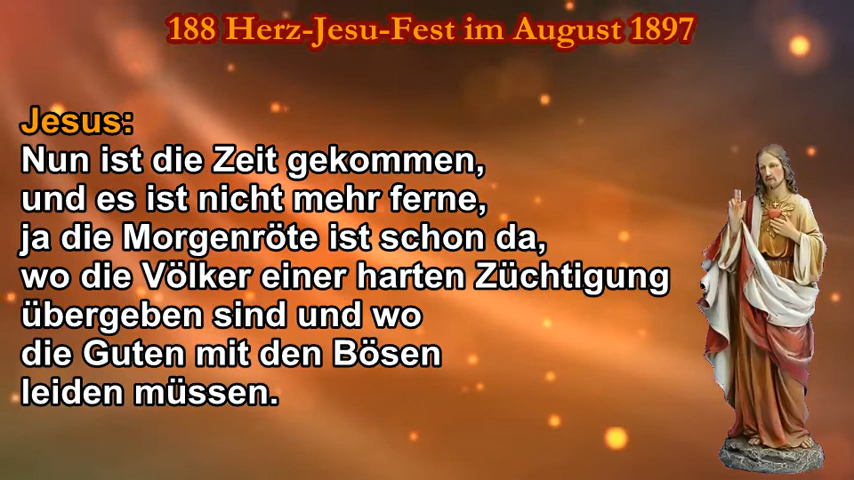 188 Herz-Jesu-Fest im August 1897
Jesus:
Nun ist die Zeit gekommen,
und es ist nicht mehr ferne,
ja die Morgenröte ist schon da,
wo die Völker einer harten Züchtigung
übergeben sind und wo
die Guten mit den Bösen
leiden müssen.